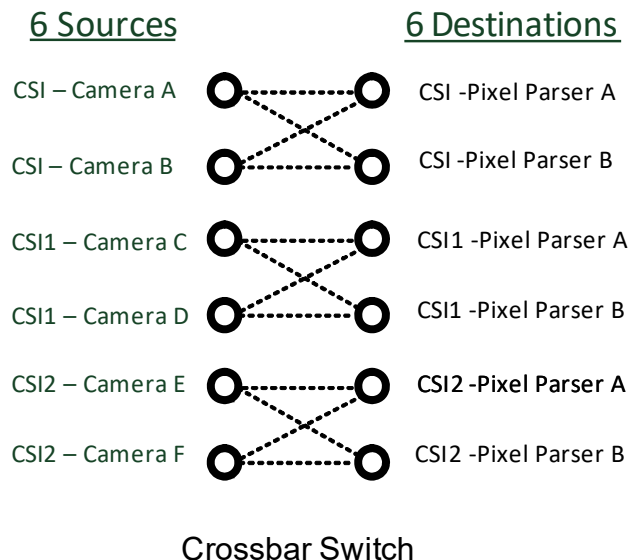 6 Sources 6 Destinations
CSI – Camera A CSI -Pixel Parser A
CSI – Camera B CSI -Pixel Parser B
CSI1 – Camera C CSI1 -Pixel Parser A
CSI1 – Camera D CSI1 -Pixel Parser B
CSI2 – Camera E CSI2 -Pixel Parser A
CSI2 – Camera F CSI2 -Pixel Parser B
Crossbar Switch